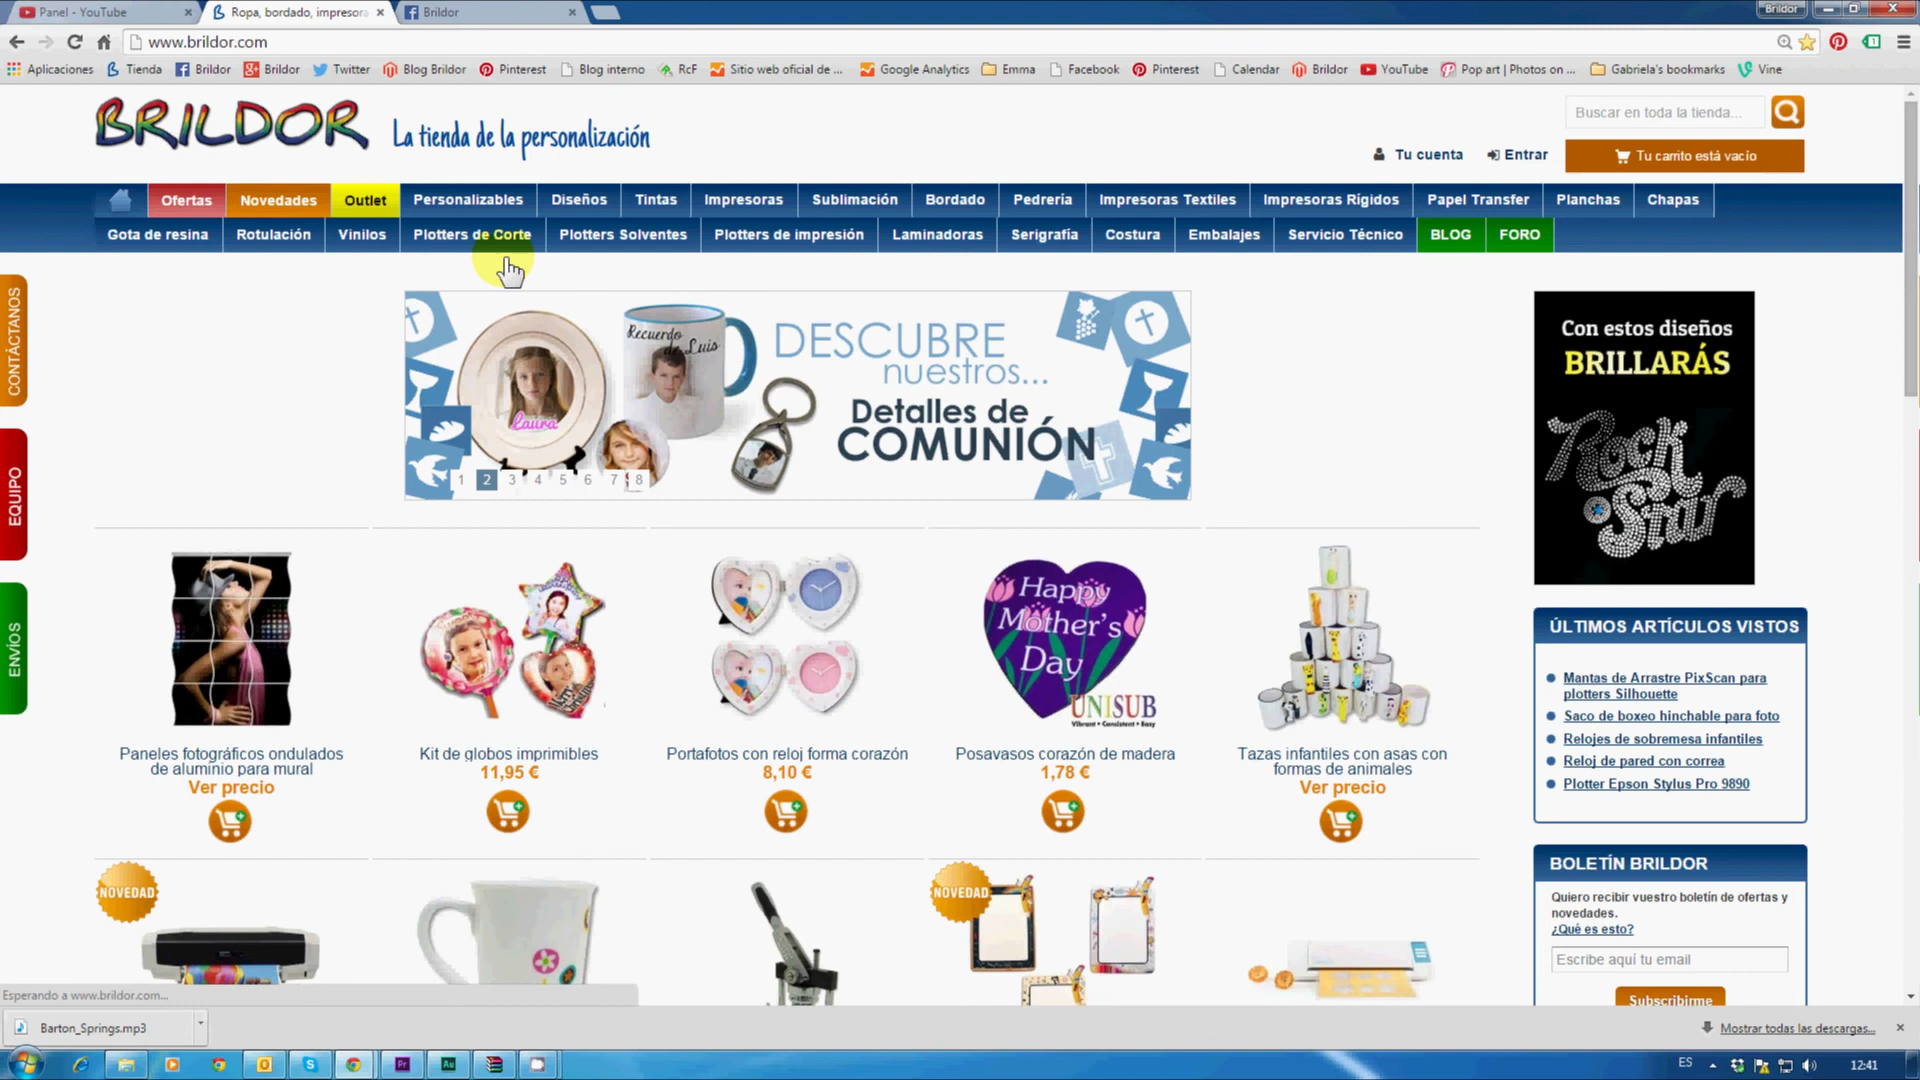 Panel - YouTube
Ropa, bordado, impresora
Brildor
Brildor
www.brildor.com
Aplicaciones
Tienda
Brildor
Brildor
Twitter
Blog Brildor
Pinterest
Blog interno
RcF
Sitio web oficial de ...
Google Analytics
Emma
Facebook
Pinterest
Calendar
Brildor
YouTube
Pop art | Photos on ...
Gabriela's bookmarks
Vine
BRILDOR
La tienda de la personalización
Buscar en toda la tienda...
Tu cuenta
Entrar
Tu carrito está vacío
Ofertas
Novedades
Outlet
Personalizables
Diseños
Tintas
Impresoras
Sublimación
Bordado
Pedrería
Impresoras Textiles
Impresoras Rígidos
Papel Transfer
Planchas
Chapas
Gota de resina
Rotulación
Vinilos
Plotters de Corte
Plotters Solventes
Plotters de impresión
Laminadoras
Serigrafía
Costura
Embalajes
Servicio Técnico
BLOG
FORO
CONTÁCTANOS
EQUIPO
ENVÍOS
Laura
Recuerdo
de Luis
DESCUBRE
nuestros...
Detalles de
COMUNIÓN
1 2 3 4 5 6 7 8
Con estos diseños
BRILLARÁS
Rock
Star
Happy
Mother's
Day
UNISUB
Vibrant • Consistent • Easy
Paneles fotográficos ondulados
de aluminio para mural
Ver precio
Kit de globos imprimibles
11,95 €
Portafotos con reloj forma corazón
8,10 €
Posavasos corazón de madera
1,78 €
Tazas infantiles con asas con
formas de animales
Ver precio
NOVEDAD
NOVEDAD
ÚLTIMOS ARTÍCULOS VISTOS
Mantas de Arrastre PixScan para
plotters Silhouette
Saco de boxeo hinchable para foto
Relojes de sobremesa infantiles
Reloj de pared con correa
Plotter Epson Stylus Pro 9890
BOLETÍN BRILDOR
Quiero recibir vuestro boletín de ofertas y
novedades.
¿Qué es esto?
Escribe aquí tu email
Subscribirme
Esperando a www.brildor.com...
Barton_Springs.mp3
Mostrar todas las descargas...
ES
12:41